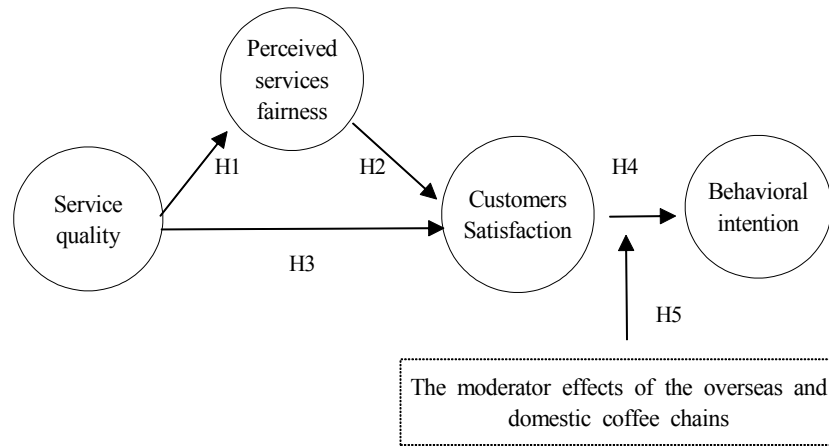 Perceived
services
fairness
H1
H2
Service
quality
Customers
Satisfaction
H4
Behavioral
intention
H3
H5
The moderator effects of the overseas and
domestic coffee chains